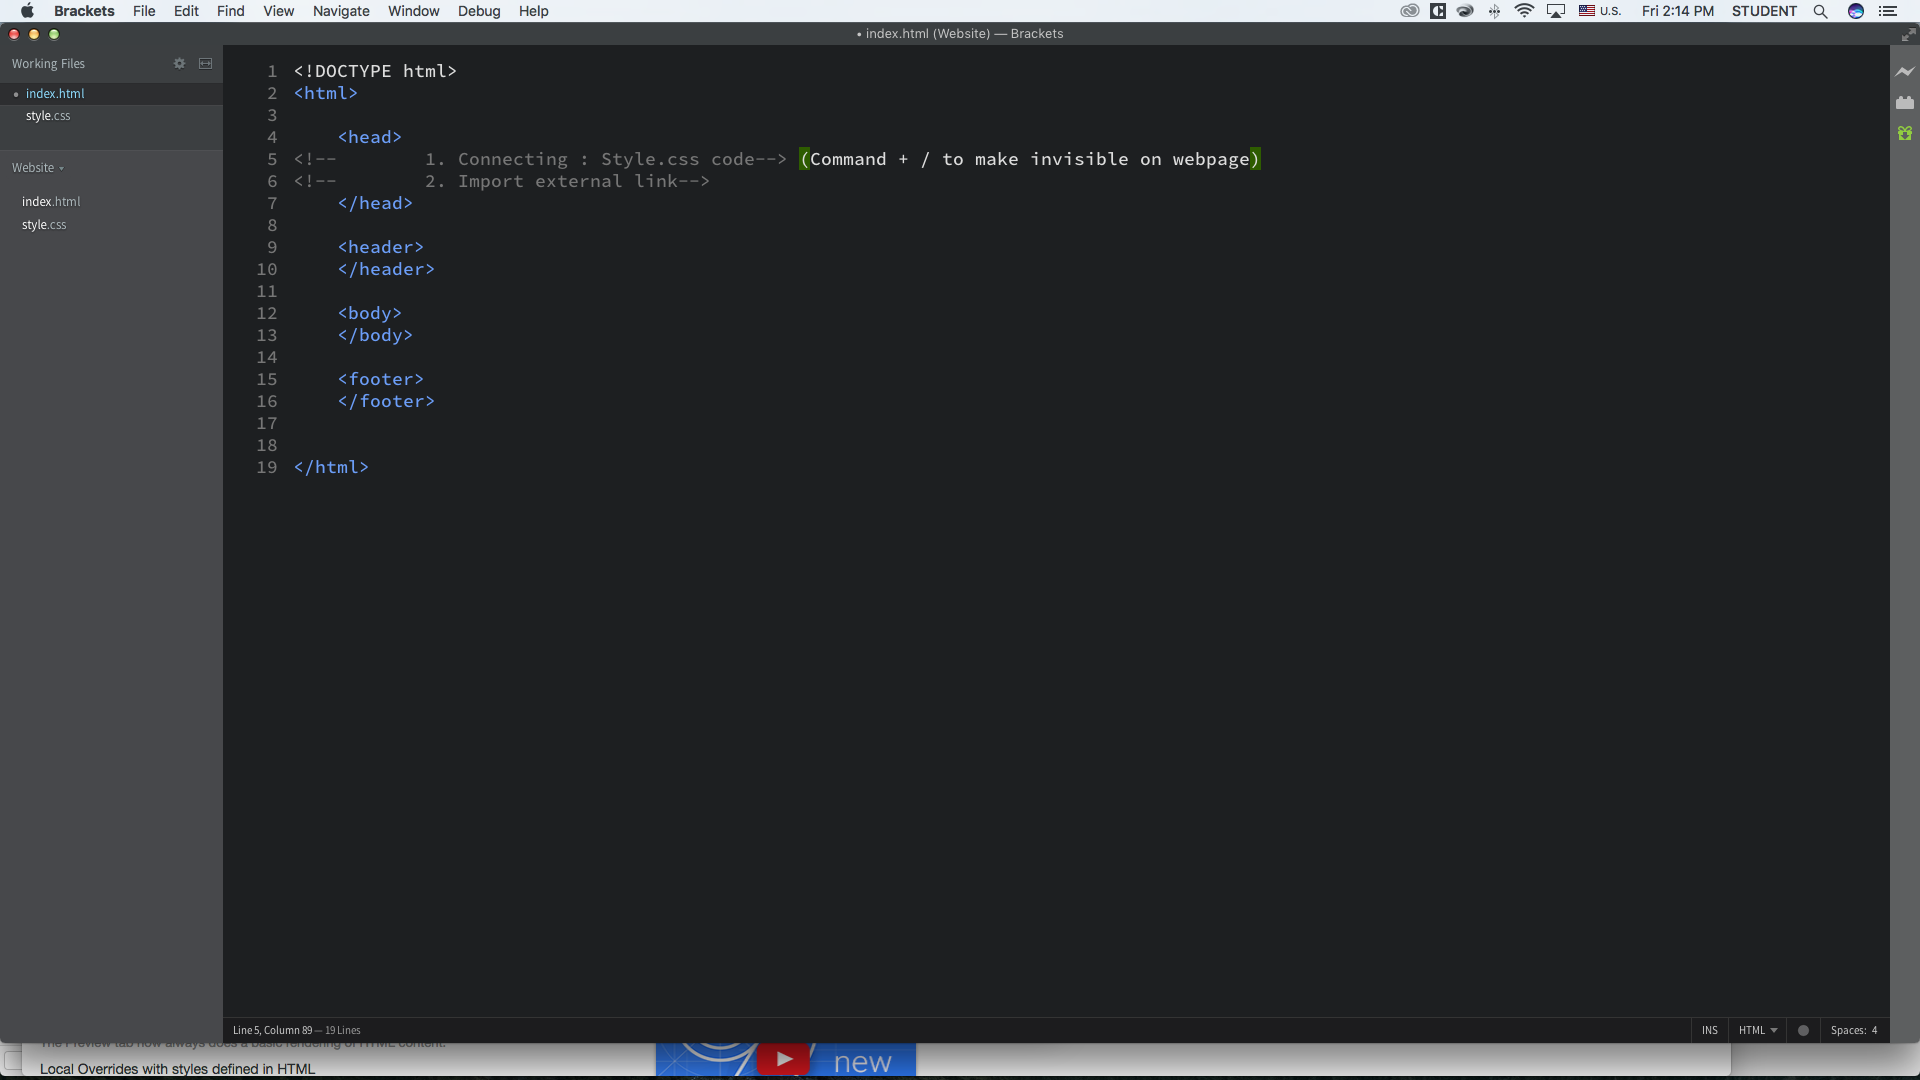 Brackets File Edit Find View Navigate Window Debug Help U.S. Fri 2:14 PM STUDENT
• index.html (Website) — Brackets
Working Files
• index.html
style.css
Website
index.html
style.css
1 <!DOCTYPE html>
2 <html>
3
4 <head>
5 <!-- 1. Connecting : Style.css code--> (Command + / to make invisible on webpage)
6 <!-- 2. Import external link-->
7 </head>
8
9 <header>
10 </header>
11
12 <body>
13 </body>
14
15 <footer>
16 </footer>
17
18
19 </html>
Line 5, Column 89 — 19 Lines
INS HTML Spaces: 4
The Preview tab now always does a basic rendering of HTML content.
Local Overrides with styles defined in HTML
new